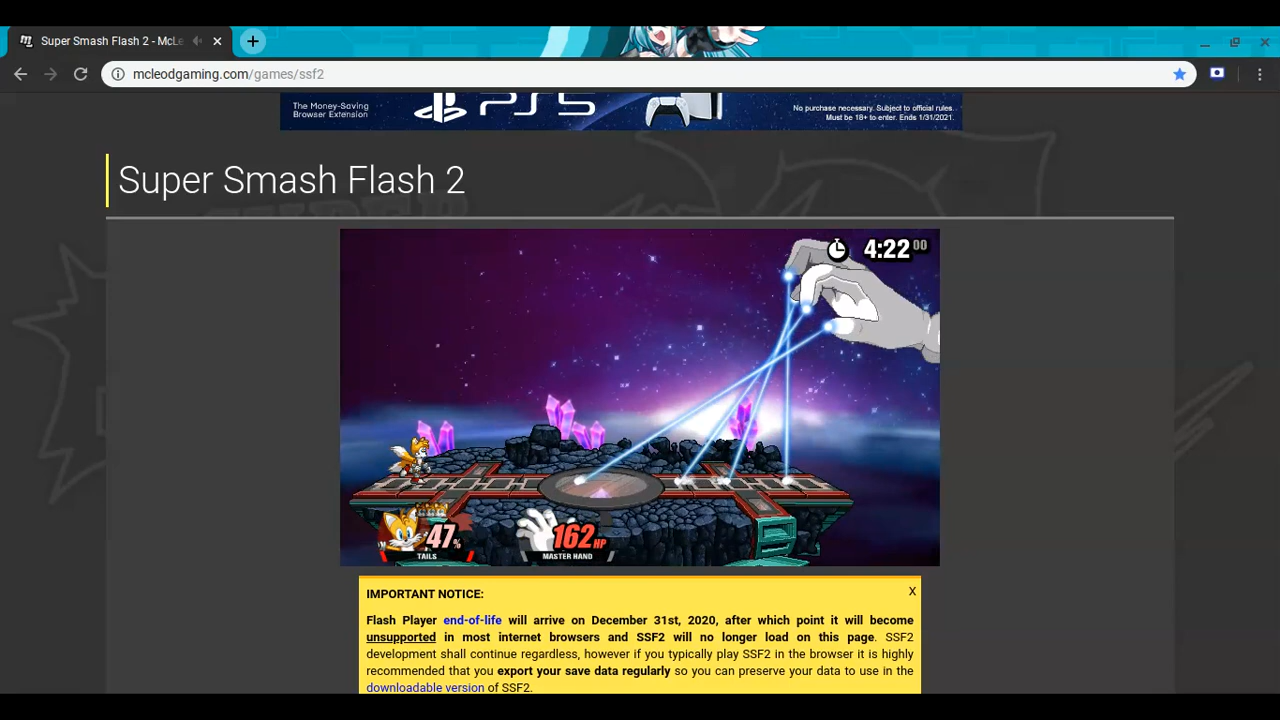 Super Smash Flash 2 - McLe
mcleodgaming.com/games/ssf2
The Money-Saving
Browser Extension
PS5
No purchase necessary. Subject to official rules.
Must be 18+ to enter. Ends 1/31/2021.
Super Smash Flash 2
4:22 00
47%
TAILS
162HP
MASTER HAND
IMPORTANT NOTICE:
X
Flash Player end-of-life will arrive on December 31st, 2020, after which point it will become
unsupported in most internet browsers and SSF2 will no longer load on this page. SSF2
development shall continue regardless, however if you typically play SSF2 in the browser it is highly
recommended that you export your save data regularly so you can preserve your data to use in the
downloadable version of SSF2.